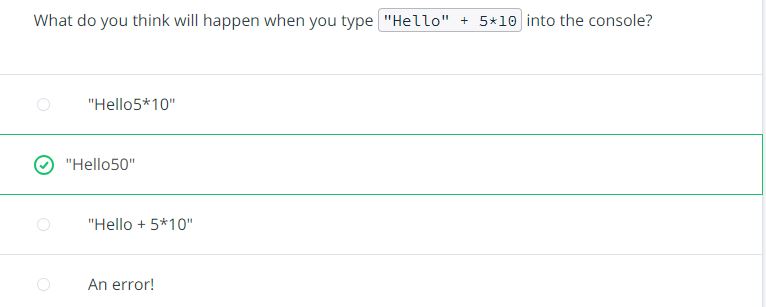 What do you think will happen when you type "Hello" + 5*10 into the console?
"Hello5*10"
"Hello50"
"Hello + 5*10"
An error!